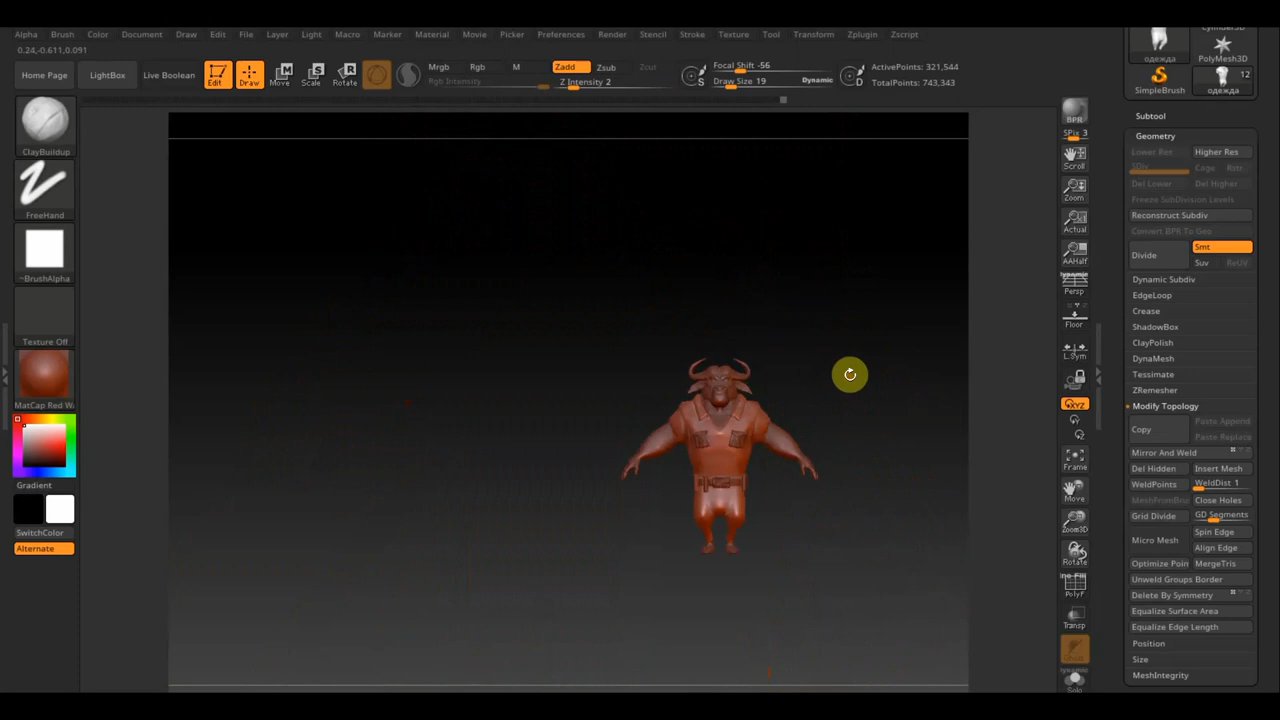 Alpha Brush Color Document Draw Edit File Layer Light Macro Marker Material Movie Picker Preferences Render Stencil Stroke Texture Tool Transform Zplugin Zscript
0.24,-0.611,0.091
Home Page LightBox Live Boolean Edit Draw Move Scale Rotate
Mrgb Rgb M Zadd Zsub Zcut
Rgb Intensity Z Intensity 2
Focal Shift -56
Draw Size 19 Dynamic
ActivePoints: 321,544
TotalPoints: 743,343
ClayBuildup
FreeHand
~BrushAlpha
Texture Off
MatCap Red Wa
Gradient
SwitchColor
Alternate
BPR
SPix 3
Scroll
Zoom
Actual
AAHalf
Dynamic
Persp
Floor
L.Sym
XYZ
Frame
Move
Zoom3D
Rotate
Line Fill
PolyF
Transp
Dynamic
Solo
Cylinder3D
одежда PolyMesh3D
12
SimpleBrush одежда
Subtool
Geometry
Lower Res Higher Res
SDiv Cage Rstr
Del Lower Del Higher
Freeze SubDivision Levels
Reconstruct Subdiv
Convert BPR To Geo
Divide Smt
Suv ReUV
Dynamic Subdiv
EdgeLoop
Crease
ShadowBox
ClayPolish
DynaMesh
Tessimate
ZRemesher
Modify Topology
Copy Paste Append
Paste Replace
Mirror And Weld
Del Hidden Insert Mesh
WeldPoints WeldDist 1
MeshFromBru Close Holes
Grid Divide GD Segments
Micro Mesh Spin Edge
Align Edge
Optimize Poin MergeTris
Unweld Groups Border
Delete By Symmetry
Equalize Surface Area
Equalize Edge Length
Position
Size
MeshIntegrity